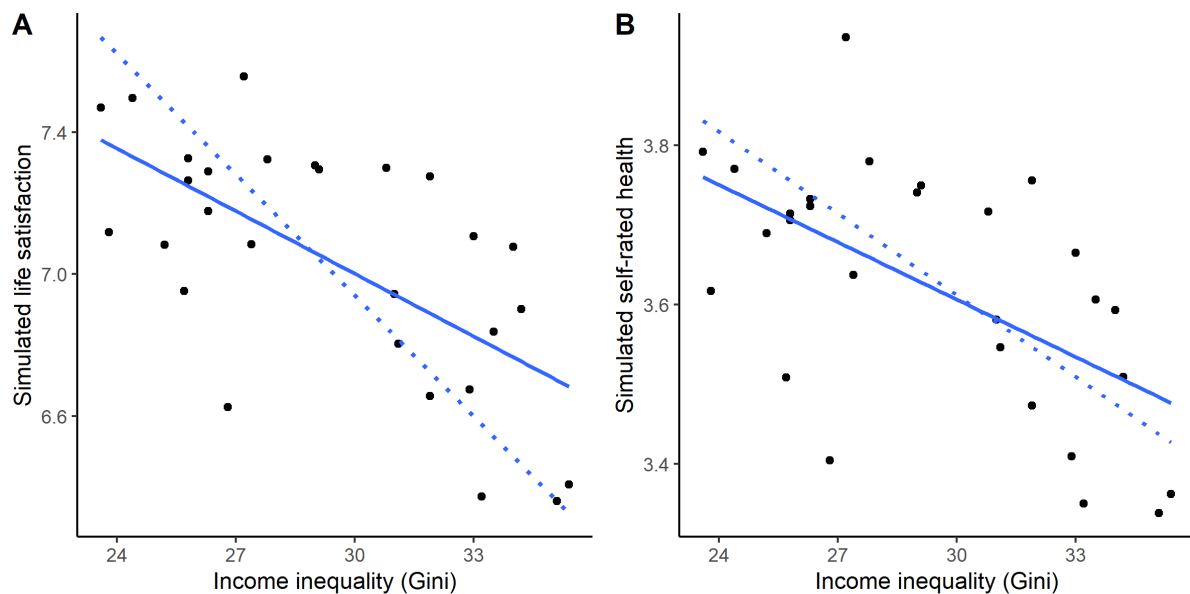 A
Simulated life satisfaction
7.4
7.0
6.6
24 27 30 33
Income inequality (Gini)
B
Simulated self-rated health
3.8
3.6
3.4
24 27 30 33
Income inequality (Gini)